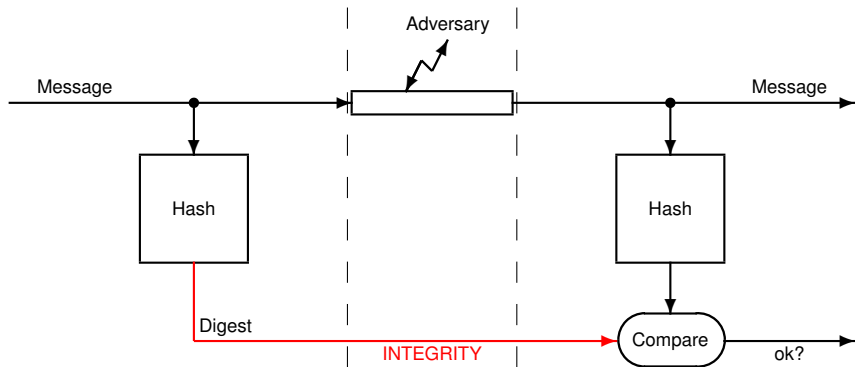 Adversary
Message
Message
Hash
Hash
Digest
INTEGRITY
Compare
ok?